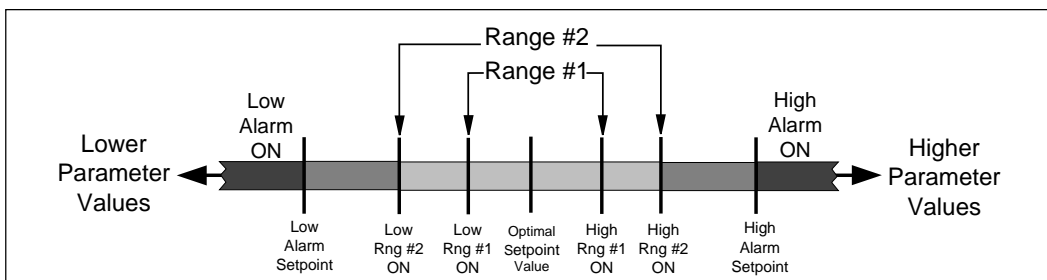 Range #2
Range #1
Low
Alarm
ON
High
Alarm
ON
Lower
Parameter
Values
Higher
Parameter
Values
Low
Alarm
Setpoint
Low
Rng #2
ON
Low
Rng #1
ON
Optimal
Setpoint
Value
High
Rng #1
ON
High
Rng #2
ON
High
Alarm
Setpoint